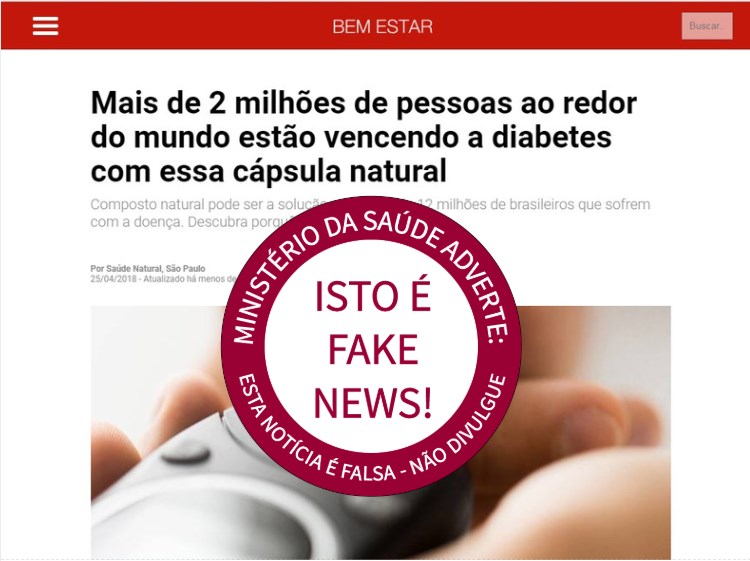 BEM ESTAR
Buscar..
Mais de 2 milhões de pessoas ao redor
do mundo estão vencendo a diabetes
com essa cápsula natural
Composto natural pode ser a soluçã 12 milhões de brasileiros que sofrem
com a doença. Descubra porqu
Por Saúde Natural, São Paulo
25/04/2018 - Atualizado há menos de
MINISTÉRIO DA SAÚDE ADVERTE:
ISTO É
FAKE
NEWS!
ESTA NOTÍCIA É FALSA - NÃO DIVULGUE